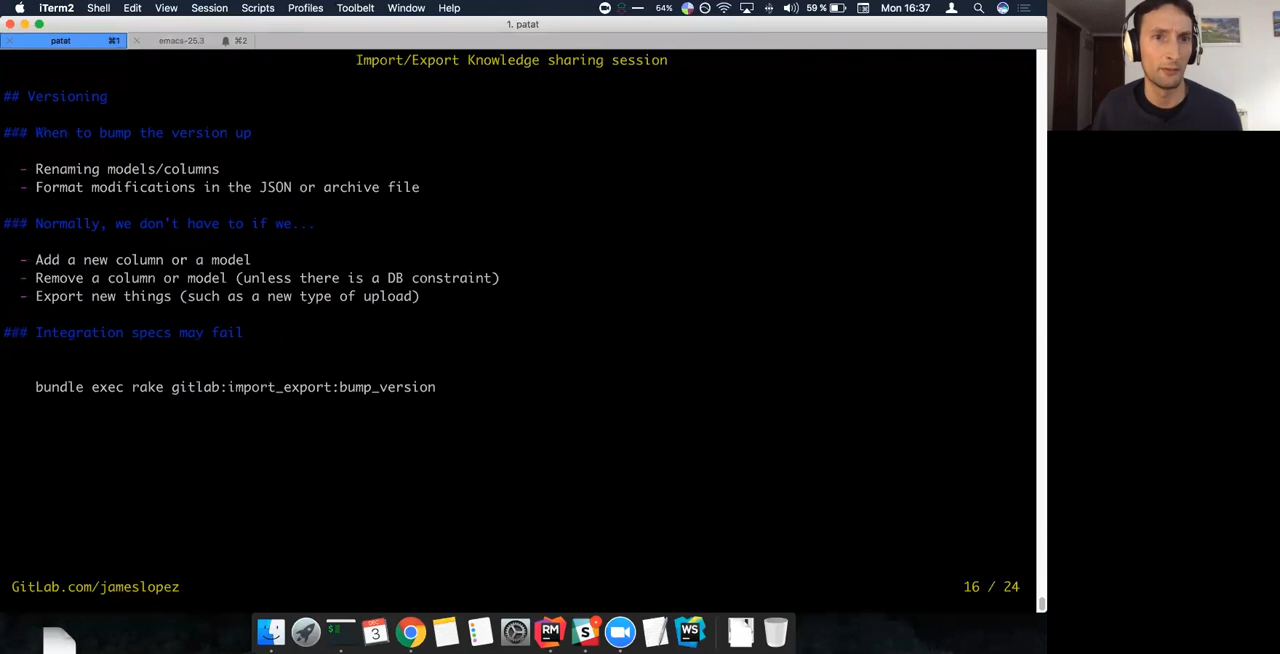 iTerm2 Shell Edit View Session Scripts Profiles Toolbelt Window Help 64% 59 % Mon 16:37
1. patat
patat ⌘1 emacs-25.3 ⌘2
Import/Export Knowledge sharing session
## Versioning
### When to bump the version up
- Renaming models/columns
- Format modifications in the JSON or archive file
### Normally, we don't have to if we...
- Add a new column or a model
- Remove a column or model (unless there is a DB constraint)
- Export new things (such as a new type of upload)
### Integration specs may fail
bundle exec rake gitlab:import_export:bump_version
GitLab.com/jameslopez 16 / 24
$ DEC 3 RM S WS